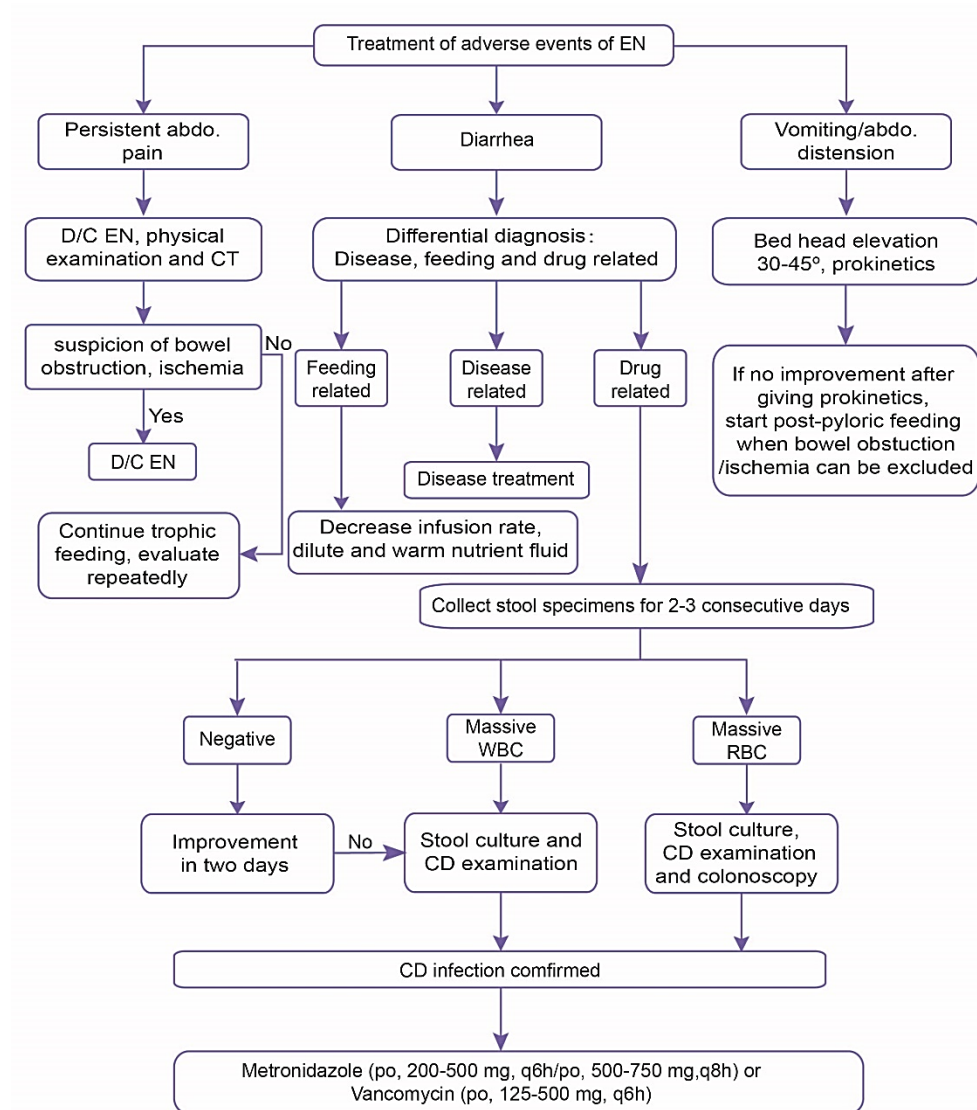 Treatment of adverse events of EN
Persistent abdo.
pain
Diarrhea
Vomiting/abdo.
distension
D/C EN, physical
examination and CT
Differential diagnosis:
Disease, feeding and drug related
Bed head elevation
30-45º, prokinetics
suspicion of bowel
obstruction, ischemia
No
Yes
D/C EN
Continue trophic
feeding, evaluate
repeatedly
Feeding
related
Disease
related
Drug
related
Disease treatment
Decrease infusion rate,
dilute and warm nutrient fluid
If no improvement after
giving prokinetics,
start post-pyloric feeding
when bowel obstuction
/ischemia can be excluded
Collect stool specimens for 2-3 consecutive days
Negative
Massive
WBC
Massive
RBC
Improvement
in two days
No
Stool culture and
CD examination
Stool culture,
CD examination
and colonoscopy
CD infection comfirmed
Metronidazole (po, 200-500 mg, q6h/po, 500-750 mg,q8h) or
Vancomycin (po, 125-500 mg, q6h)